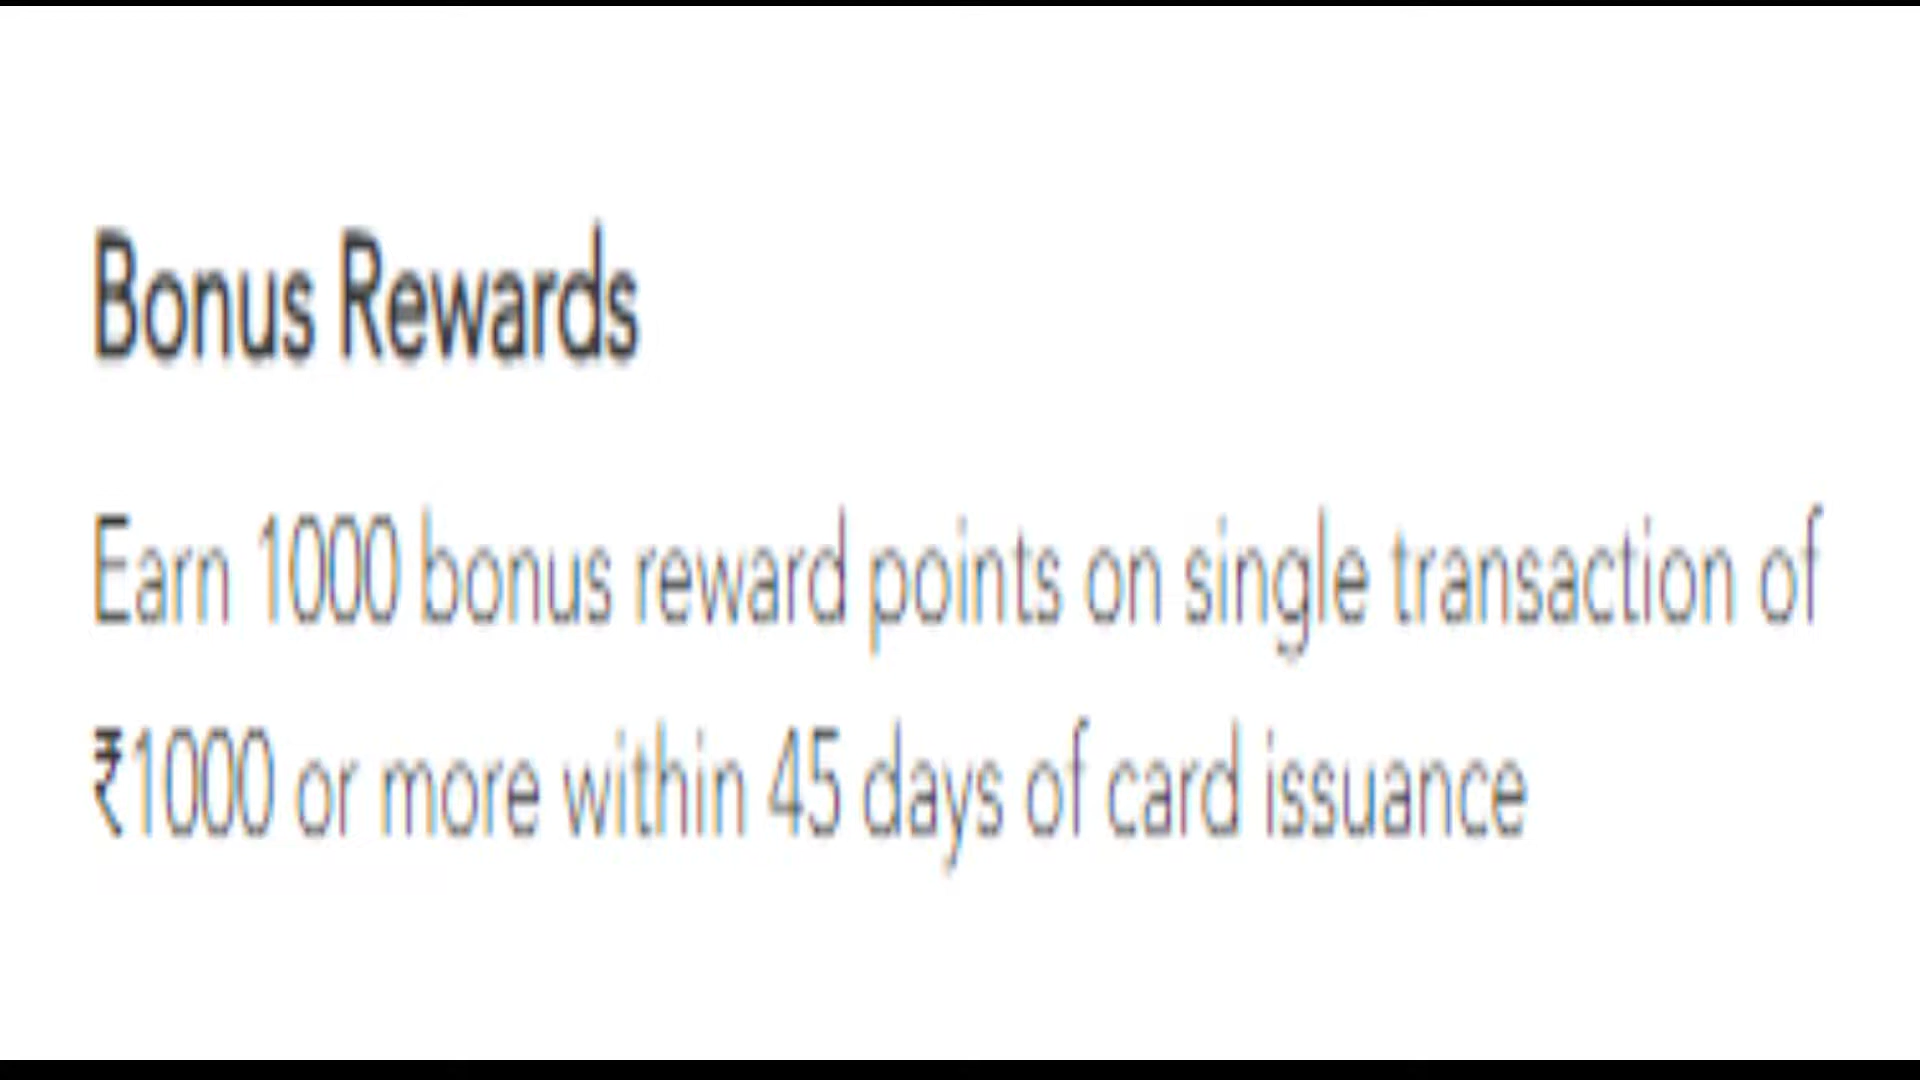 Bonus Rewards
Earn 1000 bonus reward points on single transaction of
₹1000 or more within 45 days of card issuance